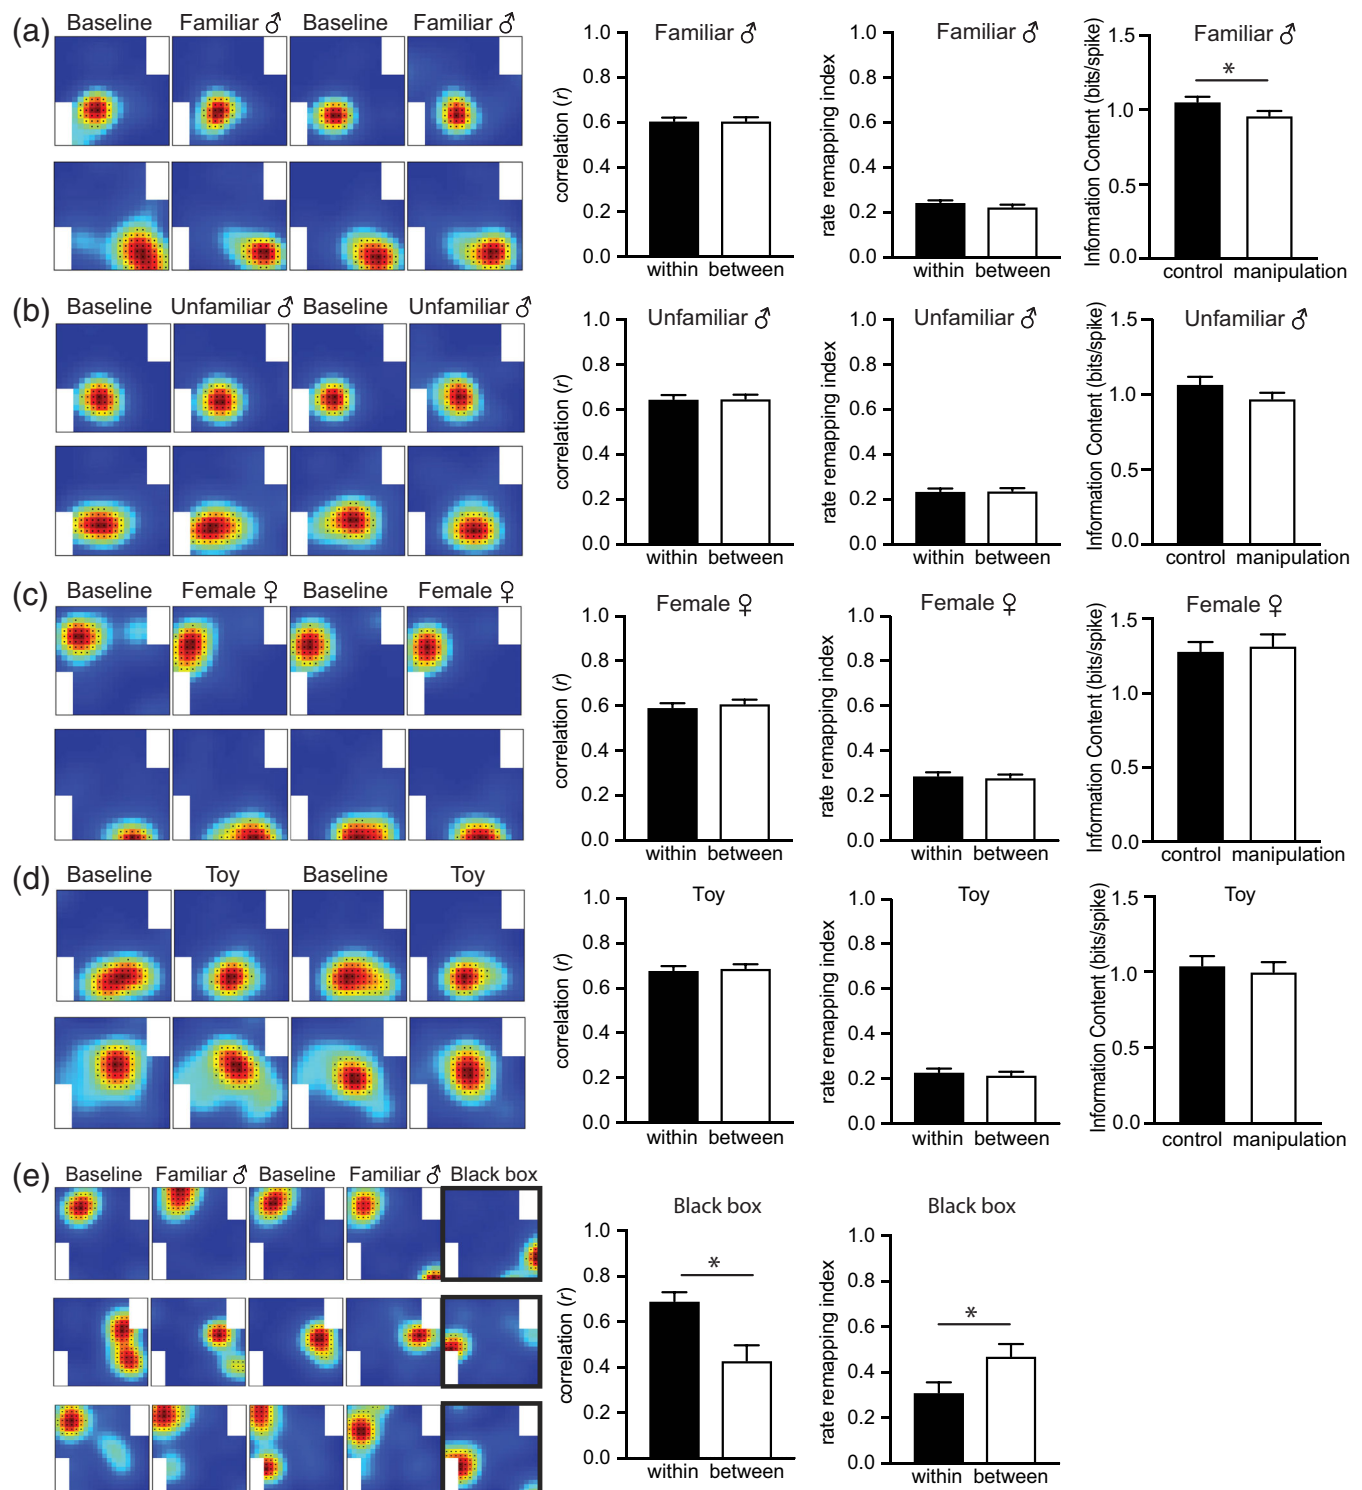 (a)
Baseline Familiar ♂ Baseline Familiar ♂
correlation (r)
1.0
0.8
0.6
0.4
0.2
0.0
Familiar ♂
within between
rate remapping index
1.0
0.8
0.6
0.4
0.2
0.0
Familiar ♂
within between
Information Content (bits/spike)
1.5
1.0
0.5
0.0
Familiar ♂
*
control manipulation
(b)
Baseline Unfamiliar ♂ Baseline Unfamiliar ♂
correlation (r)
1.0
0.8
0.6
0.4
0.2
0.0
Unfamiliar ♂
within between
rate remapping index
1.0
0.8
0.6
0.4
0.2
0.0
Unfamiliar ♂
within between
Information Content (bits/spike)
1.5
1.0
0.5
0.0
Unfamiliar ♂
control manipulation
(c)
Baseline Female ♀ Baseline Female ♀
correlation (r)
1.0
0.8
0.6
0.4
0.2
0.0
Female ♀
within between
rate remapping index
1.0
0.8
0.6
0.4
0.2
0.0
Female ♀
within between
Information Content (bits/spike)
1.5
1.0
0.5
0.0
Female ♀
control manipulation
(d)
Baseline Toy Baseline Toy
correlation (r)
1.0
0.8
0.6
0.4
0.2
0.0
Toy
within between
rate remapping index
1.0
0.8
0.6
0.4
0.2
0.0
Toy
within between
Information Content (bits/spike)
1.5
1.0
0.5
0.0
Toy
control manipulation
(e)
Baseline Familiar ♂ Baseline Familiar ♂ Black box
correlation (r)
1.0
0.8
0.6
0.4
0.2
0.0
Black box
*
within between
rate remapping index
1.0
0.8
0.6
0.4
0.2
0.0
Black box
*
within between